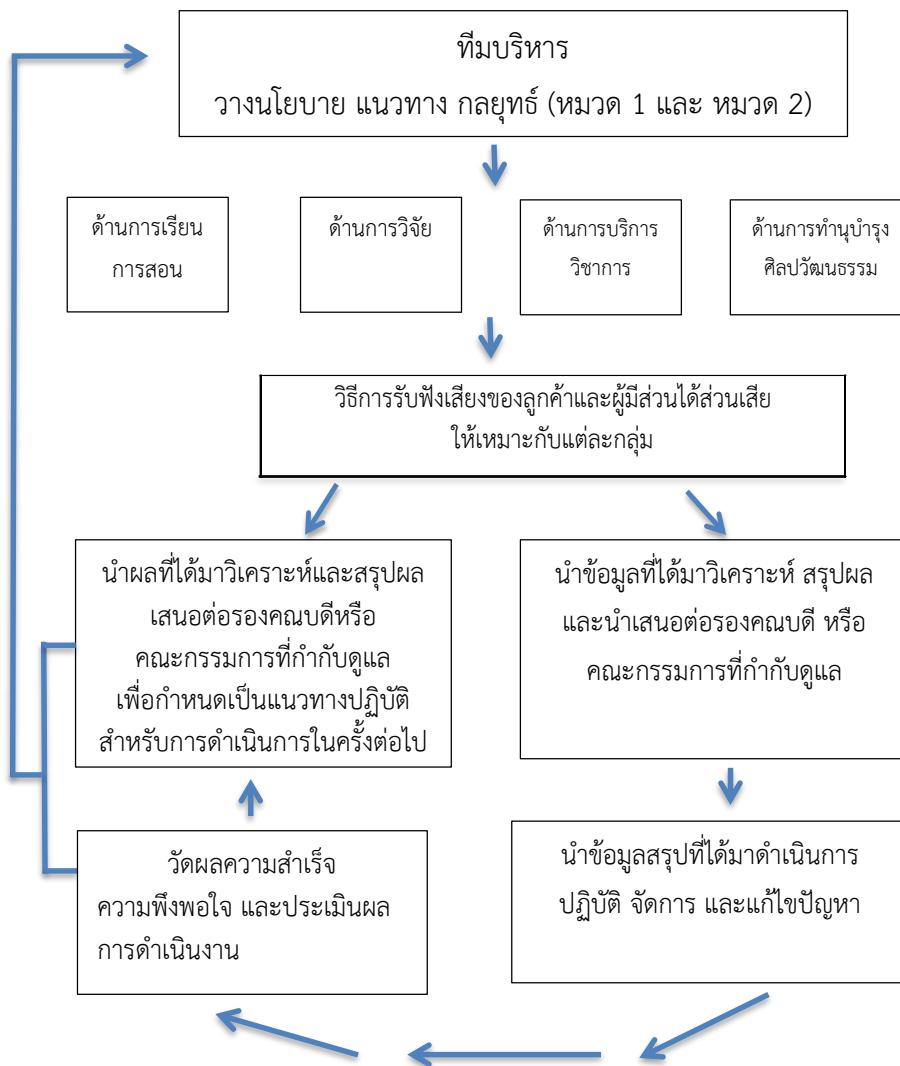 ทีมบริหาร
วางนโยบาย แนวทาง กลยุทธ์ (หมวด 1 และ หมวด 2)
ด้านการเรียน
การสอน
ด้านการวิจัย
ด้านการบริการ
วิชาการ
ด้านการทำนุบำรุง
ศิลปวัฒนธรรม
วิธีการรับฟังเสียงของลูกค้าและผู้มีส่วนได้ส่วนเสีย
ให้เหมาะกับแต่ละกลุ่ม
นำผลที่ได้มาวิเคราะห์และสรุปผล
เสนอต่อรองคณบดีหรือ
คณะกรรมการที่กำกับดูแล
เพื่อกำหนดเป็นแนวทางปฏิบัติ
สำหรับการดำเนินการในครั้งต่อไป
นำข้อมูลที่ได้มาวิเคราะห์ สรุปผล
และนำเสนอต่อรองคณบดี หรือ
คณะกรรมการที่กำกับดูแล
วัดผลความสำเร็จ
ความพึงพอใจ และประเมินผล
การดำเนินงาน
นำข้อมูลสรุปที่ได้มาดำเนินการ
ปฏิบัติ จัดการ และแก้ไขปัญหา